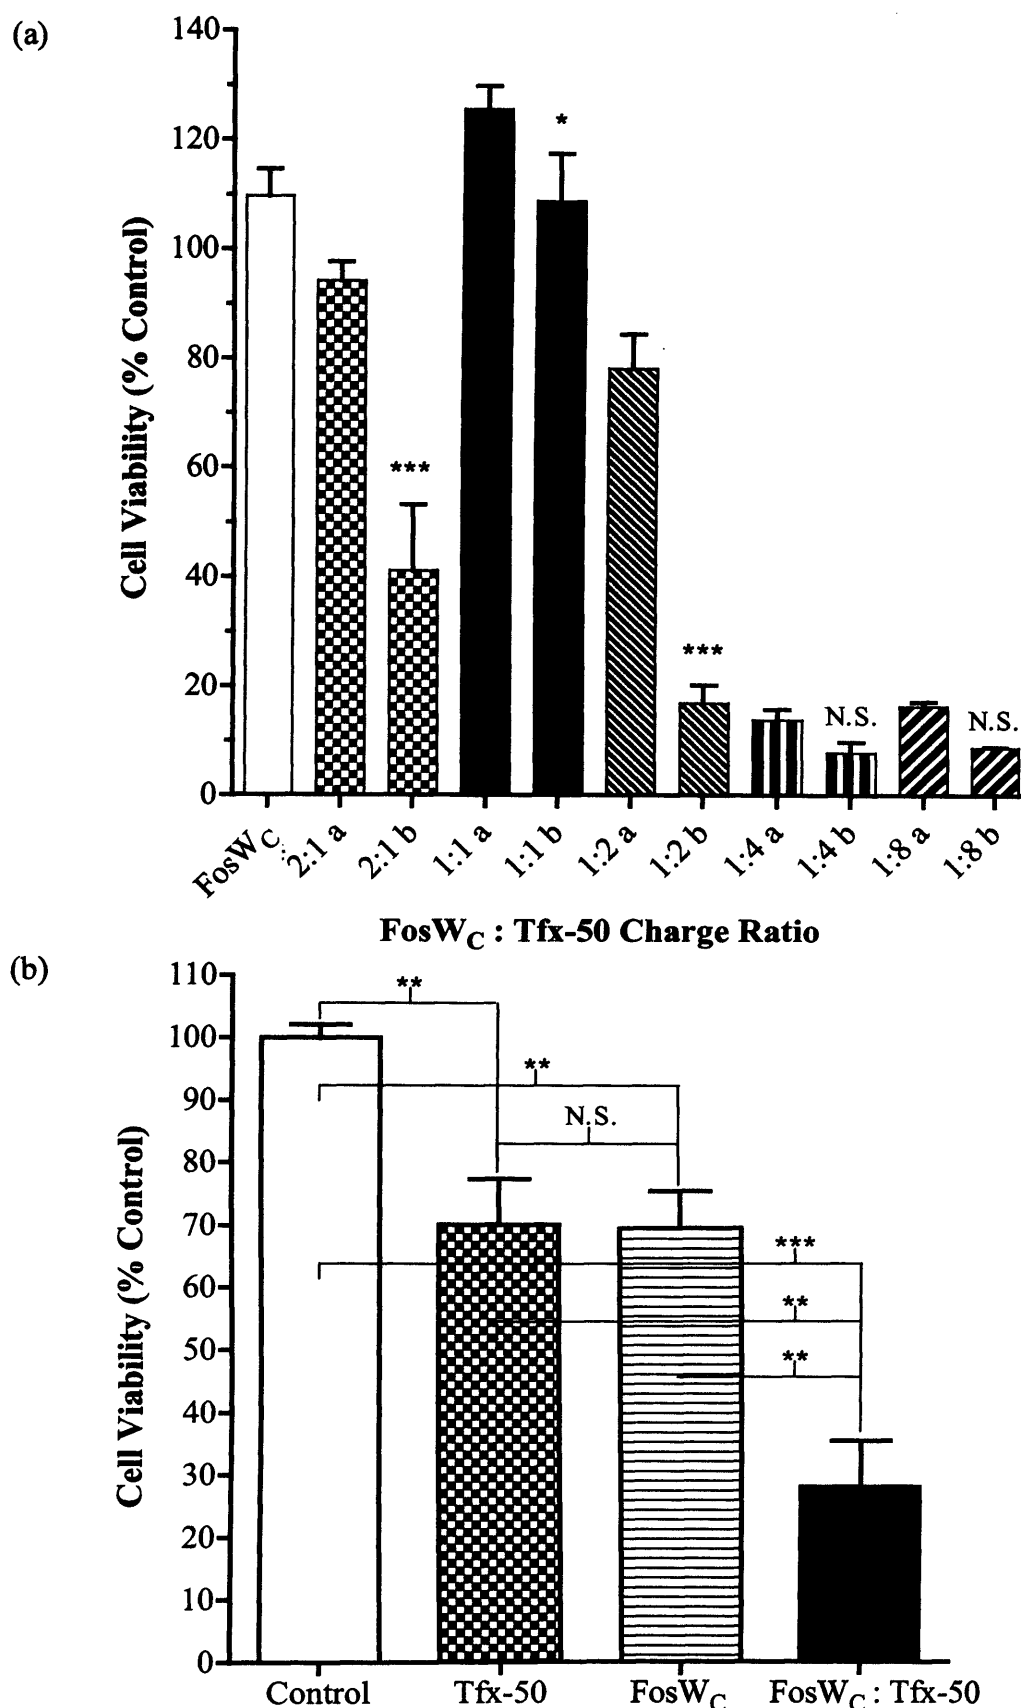 (a)
Cell Viability (% Control)
140
120
100
80
60
40
20
0
*
***
***
N.S.
N.S.
FosWC
2:1 a
2:1 b
1:1 a
1:1 b
1:2 a
1:2 b
1:4 a
1:4 b
1:8 a
1:8 b
FosWC : Tfx-50 Charge Ratio
(b)
Cell Viability (% Control)
110
100
90
80
70
60
50
40
30
20
10
0
**
**
N.S.
***
**
**
Control
Tfx-50
FosWC
FosWC : Tfx-50